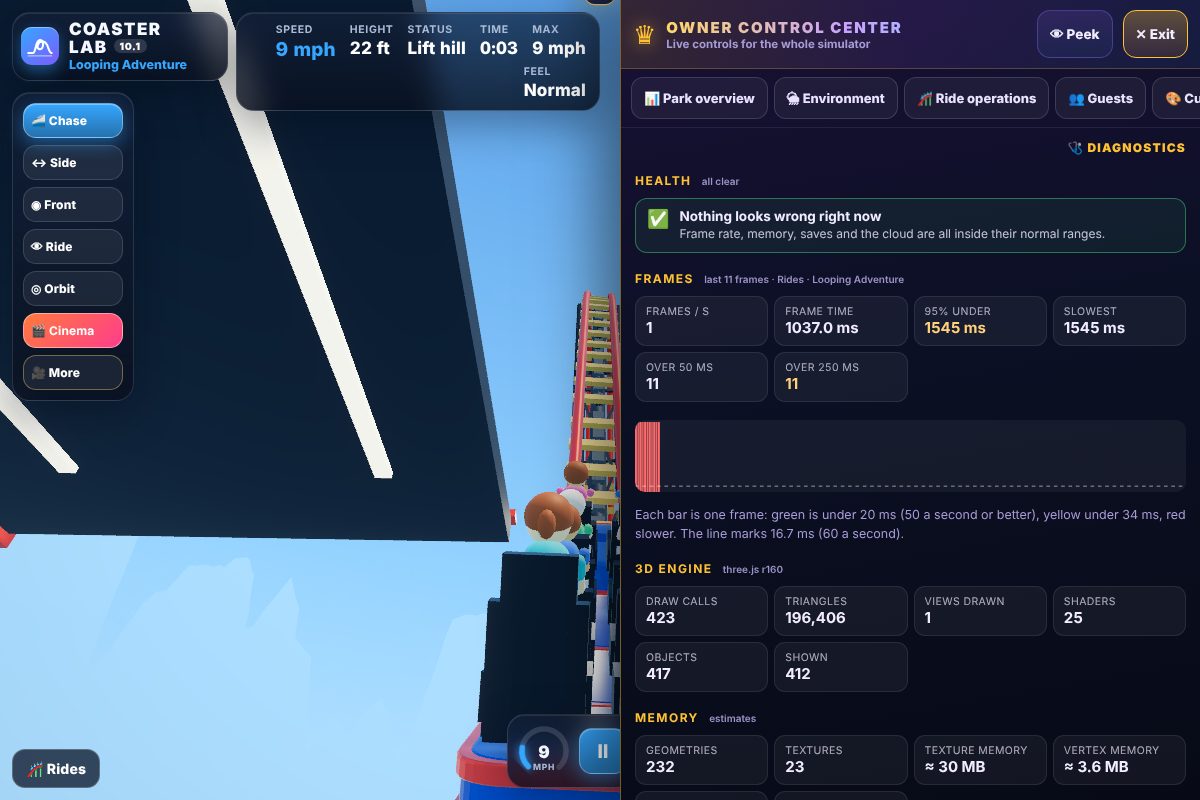 COASTER
LAB 10.1
Looping Adventure
SPEED HEIGHT STATUS TIME MAX
9 mph 22 ft Lift hill 0:03 9 mph
FEEL
Normal
Chase
Side
Front
Ride
Orbit
Cinema
More
9
MPH
Rides
OWNER CONTROL CENTER
Live controls for the whole simulator
Peek
× Exit
Park overview
Environment
Ride operations
Guests
Cu
DIAGNOSTICS
HEALTH all clear
Nothing looks wrong right now
Frame rate, memory, saves and the cloud are all inside their normal ranges.
FRAMES last 11 frames · Rides · Looping Adventure
FRAMES / S FRAME TIME 95% UNDER SLOWEST
1 1037.0 ms 1545 ms 1545 ms
OVER 50 MS OVER 250 MS
11 11
Each bar is one frame: green is under 20 ms (50 a second or better), yellow under 34 ms, red
slower. The line marks 16.7 ms (60 a second).
3D ENGINE three.js r160
DRAW CALLS TRIANGLES VIEWS DRAWN SHADERS
423 196,406 1 25
OBJECTS SHOWN
417 412
MEMORY estimates
GEOMETRIES TEXTURES TEXTURE MEMORY VERTEX MEMORY
232 23 ≈ 30 MB ≈ 3.6 MB